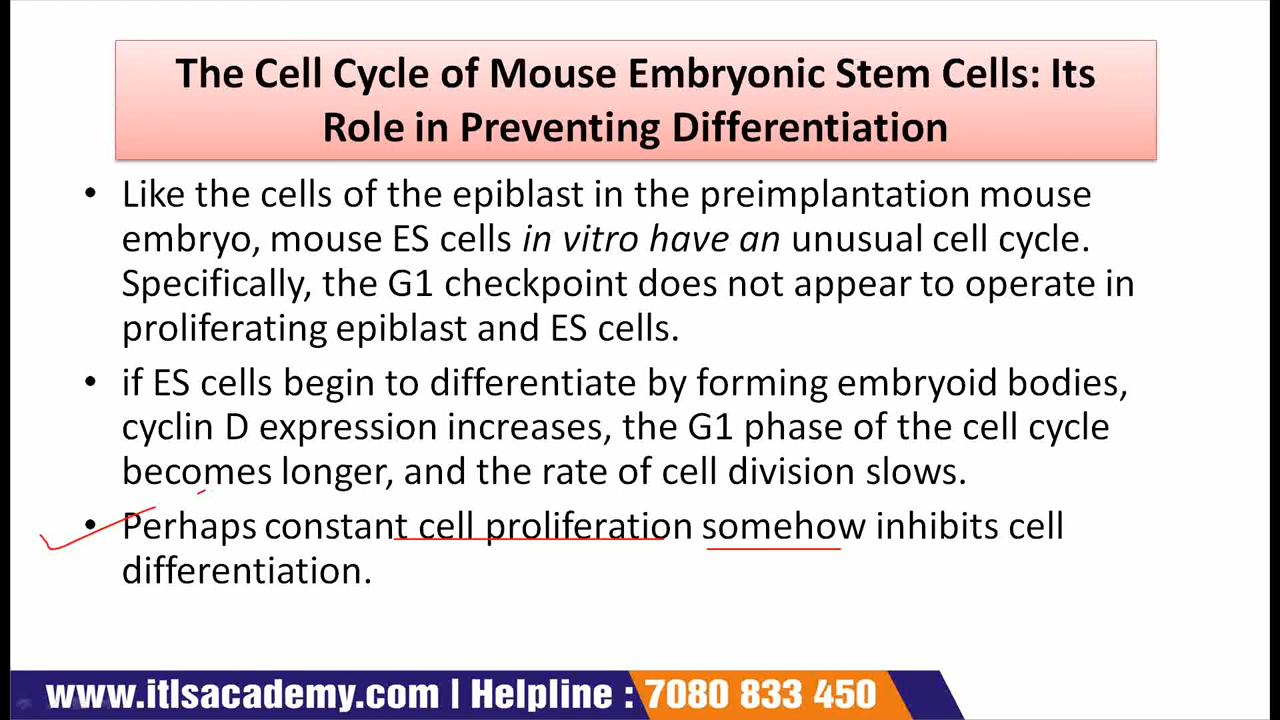 The Cell Cycle of Mouse Embryonic Stem Cells: Its
Role in Preventing Differentiation
• Like the cells of the epiblast in the preimplantation mouse
embryo, mouse ES cells in vitro have an unusual cell cycle.
Specifically, the G1 checkpoint does not appear to operate in
proliferating epiblast and ES cells.
• if ES cells begin to differentiate by forming embryoid bodies,
cyclin D expression increases, the G1 phase of the cell cycle
becomes longer, and the rate of cell division slows.
• Perhaps constant cell proliferation somehow inhibits cell
differentiation.
www.itlsacademy.com | Helpline : 7080 833 450